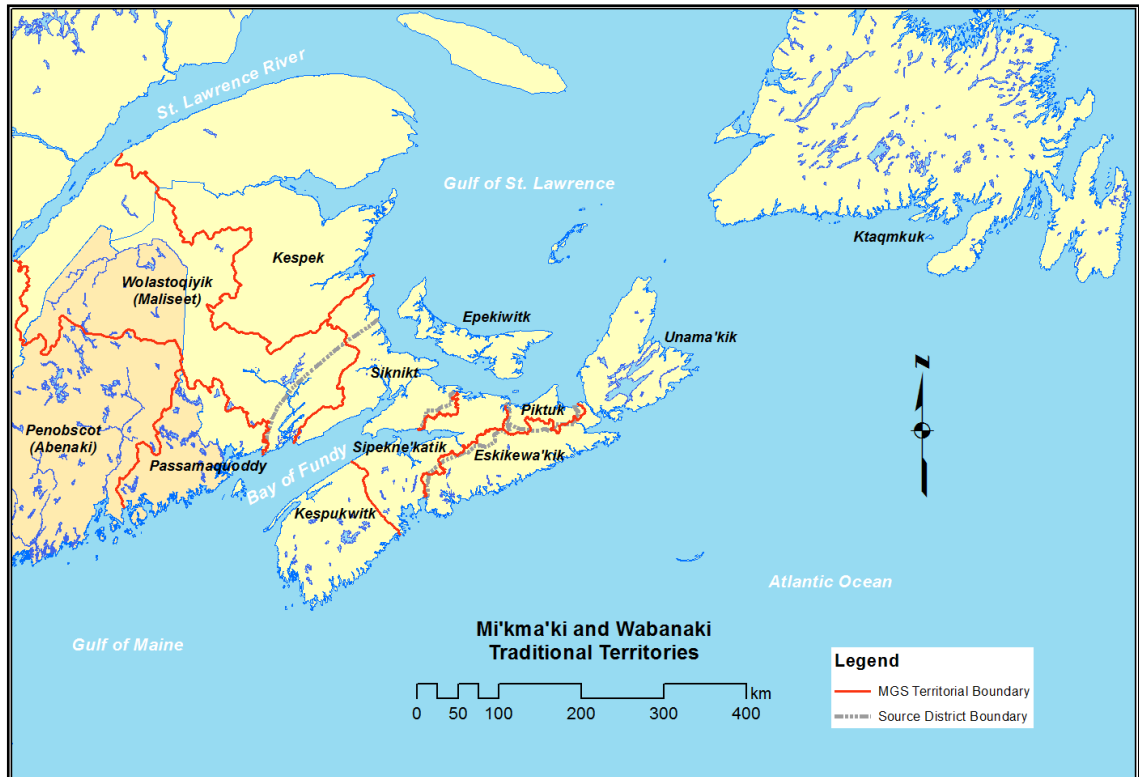 St. Lawrence River
Gulf of St. Lawrence
Ktaqmkuk
Kespek
Wolastoqiyik
(Maliseet)
Epekiwitk
Unama'kik
Siknikt
Piktuk
Penobscot
(Abenaki)
Passamaquoddy
Sipekne'katik
Eskikewa'kik
Bay of Fundy
Kespukwitk
N
Atlantic Ocean
Gulf of Maine
Mi'kma'ki and Wabanaki
Traditional Territories
km
0 50 100 200 300 400
Legend
MGS Territorial Boundary
Source District Boundary